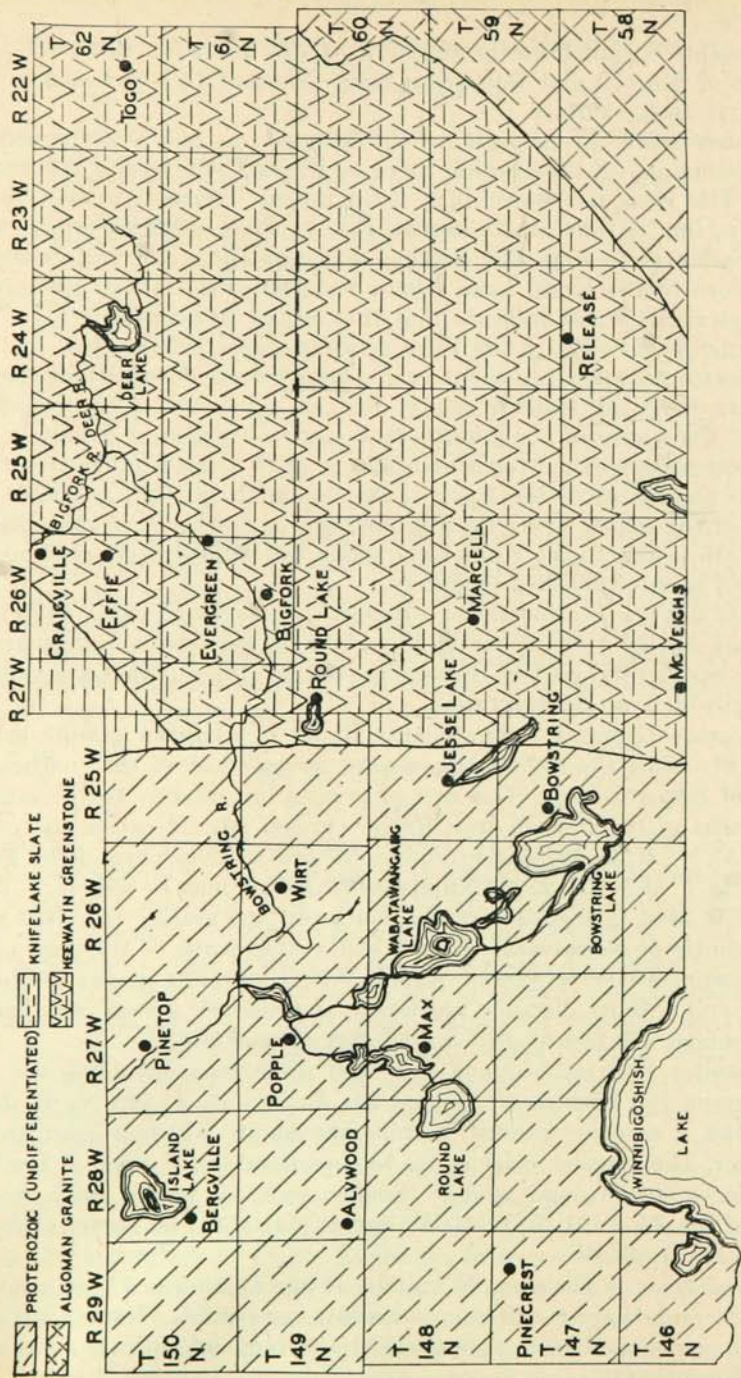 PROTEROZOIC (UNDIFFERENTIATED)
KNIFE LAKE SLATE
ALGOMAN GRANITE
KEEWATIN GREENSTONE
R 29 W
R 28 W
R 27 W
R 26 W
R 25 W
R 27 W
R 26 W
R 25 W
R 24 W
R 23 W
R 22 W
T
150
N
T
149
N
T
148
N
T
147
N
T
146
N
T
62
N
T
61
N
T
60
N
T
59
N
T
58
N
ISLAND
LAKE
BERGVILLE
PINETOP
CRAIGVILLE
BIGFORK R.
DEER R.
EFFIE
DEER
LAKE
TOGO
EVERGREEN
BOWSTRING R.
BIGFORK
ALVWOOD
POPPLE
WIRT
ROUND LAKE
ROUND
LAKE
MAX
WABATAWANGANG
LAKE
JESSE LAKE
MARCELL
PINECREST
BOWSTRING
BOWSTRING
LAKE
RELEASE
WINNIBIGOSHISH
LAKE
MCVEIGHS